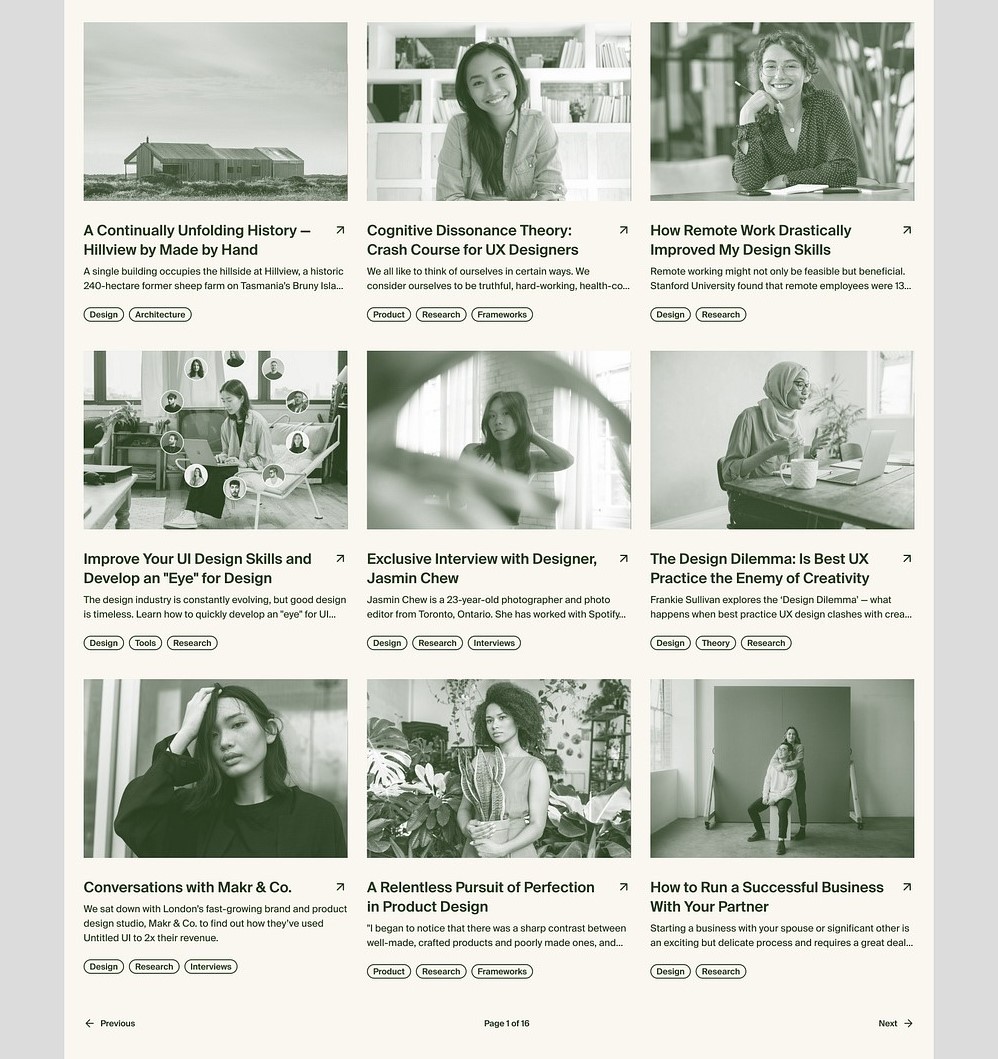 A Continually Unfolding History —
Hillview by Made by Hand
A single building occupies the hillside at Hillview, a historic
240-hectare former sheep farm on Tasmania's Bruny Isla...
Design Architecture
Cognitive Dissonance Theory:
Crash Course for UX Designers
We all like to think of ourselves in certain ways. We
consider ourselves to be truthful, hard-working, health-co...
Product Research Frameworks
How Remote Work Drastically
Improved My Design Skills
Remote working might not only be feasible but beneficial.
Stanford University found that remote employees were 13...
Design Research
Improve Your UI Design Skills and
Develop an "Eye" for Design
The design industry is constantly evolving, but good design
is timeless. Learn how to quickly develop an "eye" for UI...
Design Tools Research
Exclusive Interview with Designer,
Jasmin Chew
Jasmin Chew is a 23-year-old photographer and photo
editor from Toronto, Ontario. She has worked with Spotify...
Design Research Interviews
The Design Dilemma: Is Best UX
Practice the Enemy of Creativity
Frankie Sullivan explores the 'Design Dilemma' — what
happens when best practice UX design clashes with crea...
Design Theory Research
Conversations with Makr & Co.
We sat down with London's fast-growing brand and product
design studio, Makr & Co. to find out how they've used
Untitled UI to 2x their revenue.
Design Research Interviews
A Relentless Pursuit of Perfection
in Product Design
"I began to notice that there was a sharp contrast between
well-made, crafted products and poorly made ones, and...
Product Research Frameworks
How to Run a Successful Business
With Your Partner
Starting a business with your spouse or significant other is
an exciting but delicate process and requires a great deal...
Design Research
Previous
Page 1 of 16
Next